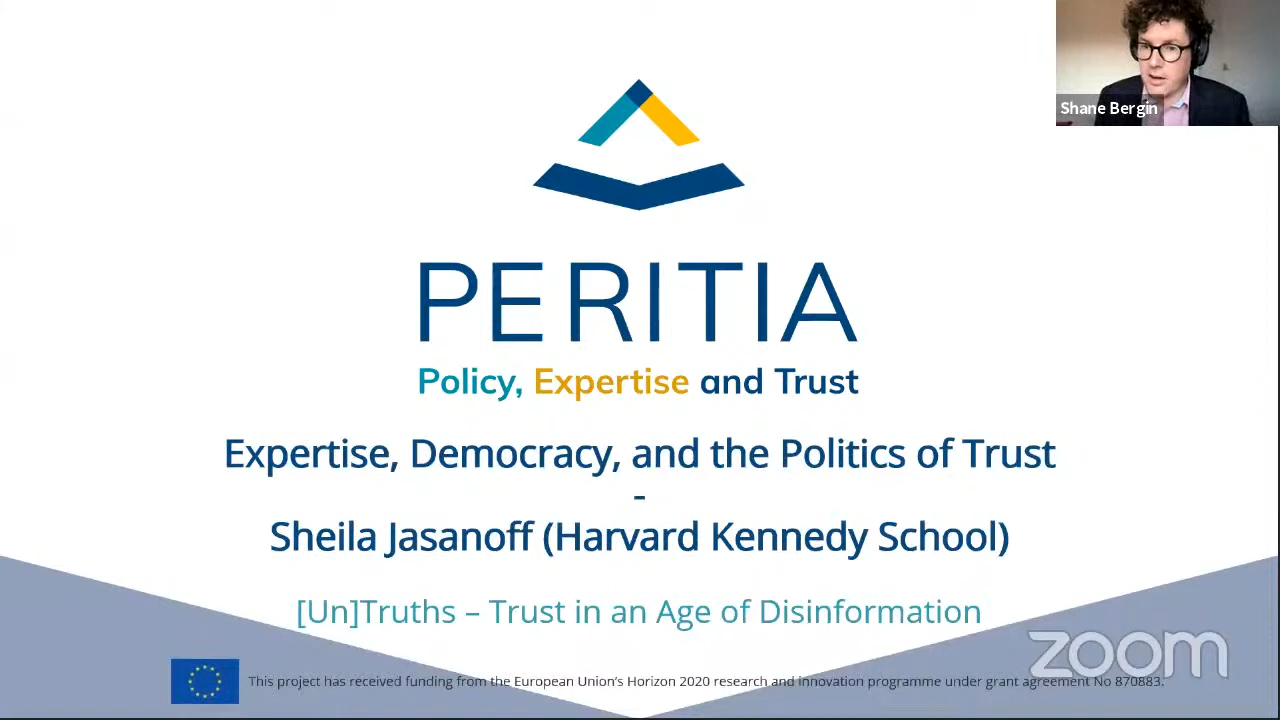 Shane Bergin
PERITIA
Policy, Expertise and Trust
Expertise, Democracy, and the Politics of Trust
-
Sheila Jasanoff (Harvard Kennedy School)
[Un]Truths – Trust in an Age of Disinformation
zoom
This project has received funding from the European Union's Horizon 2020 research and innovation programme under grant agreement No 870883.